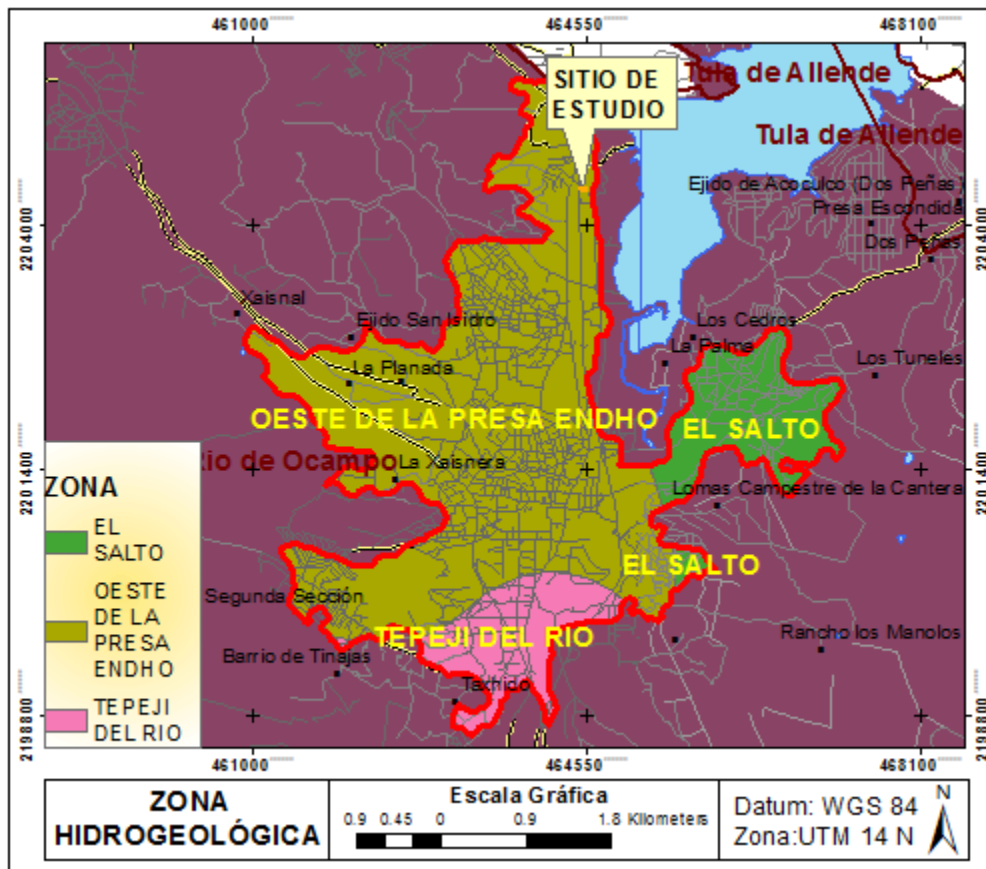 461000
464550
468100
SITIO DE
ESTUDIO
Tula de Allende
Tula de Allende
Ejido de Acoculco (Dos Peñas)
2204000
Presa Escondida
2204000
Dos Peñas
Xaisnal
Ejido San Isidro
Los Cedros
La Palma
Los Tuneles
La Planada
OESTE DE LA PRESA ENDHO
EL SALTO
Rio de Ocampo
La Xaisnera
2201400
2201400
Lomas Campestre de la Cantera
ZONA
EL
SALTO
OESTE
DE LA
PRESA
ENDHO
TEPEJI
DEL RIO
EL SALTO
Segunda Sección
TEPEJI DEL RIO
Rancho los Manolos
Barrio de Tinajas
Taxhido
2198800
2198800
461000
464550
468100
ZONA
HIDROGEOLÓGICA
Escala Gráfica
0.9 0.45 0 0.9 1.8 Kilometers
Datum: WGS 84
Zona:UTM 14 N
N